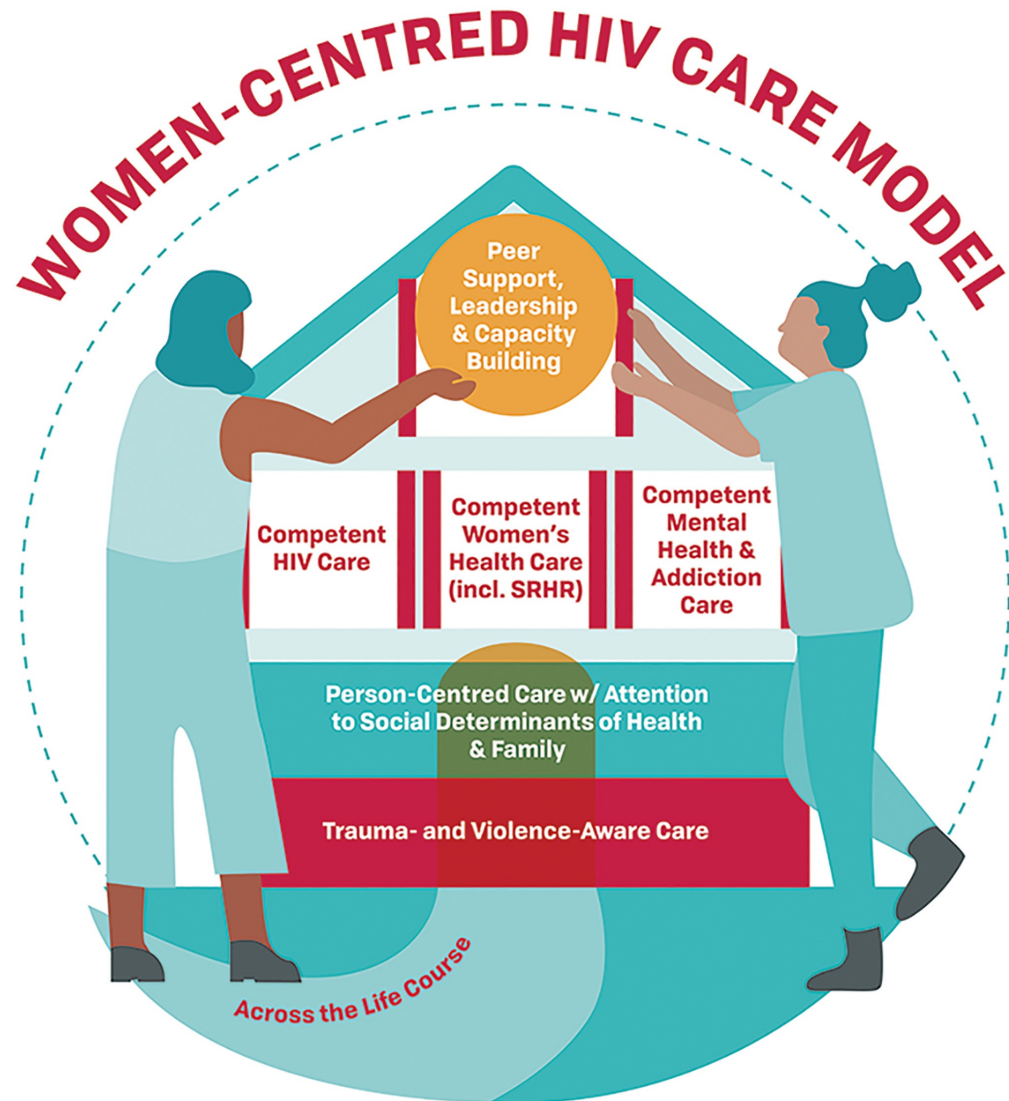 WOMEN-CENTRED HIV CARE MODEL
Peer
Support,
Leadership
& Capacity
Building
Competent
HIV Care
Competent
Women's
Health Care
(incl. SRHR)
Competent
Mental
Health &
Addiction
Care
Person-Centred Care w/ Attention
to Social Determinants of Health
& Family
Trauma- and Violence-Aware Care
Across the Life Course